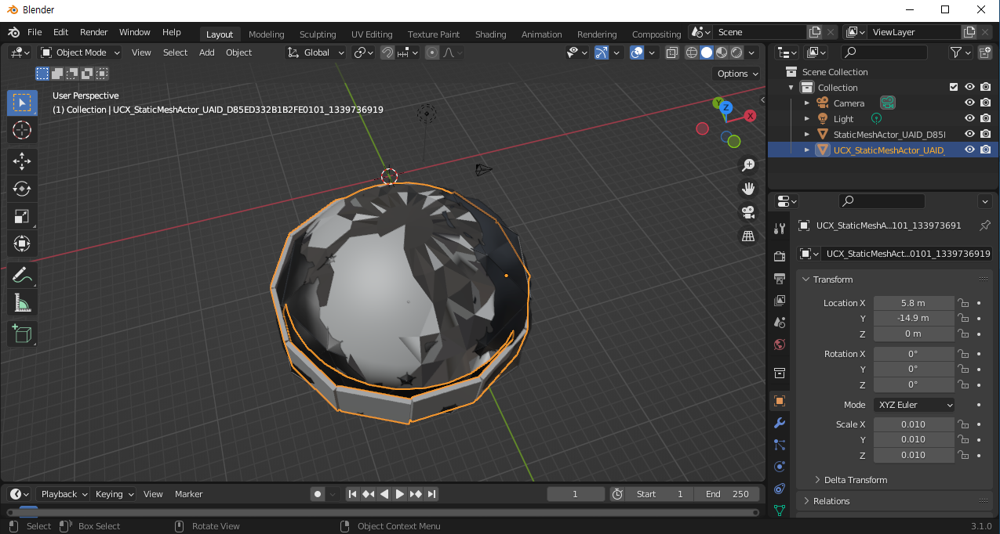 Blender
File Edit Render Window Help Layout Modeling Sculpting UV Editing Texture Paint Shading Animation Rendering Compositing Scene ViewLayer
Object Mode View Select Add Object Global
Options
User Perspective
(1) Collection | UCX_StaticMeshActor_UAID_D85ED332B1B2FE0101_1339736919
Y Z X
Scene Collection
Collection
Camera
Light
StaticMeshActor_UAID_D85
UCX_StaticMeshActor_UAID_
UCX_StaticMeshA...101_133973691
UCX_StaticMeshAct...0101_1339736919
Transform
Location X 5.8 m
Y -14.9 m
Z 0 m
Rotation X 0°
Y 0°
Z 0°
Mode XYZ Euler
Scale X 0.010
Y 0.010
Z 0.010
Delta Transform
Relations
Playback Keying View Marker 1 Start 1 End 250
Select Box Select Rotate View Object Context Menu 3.1.0